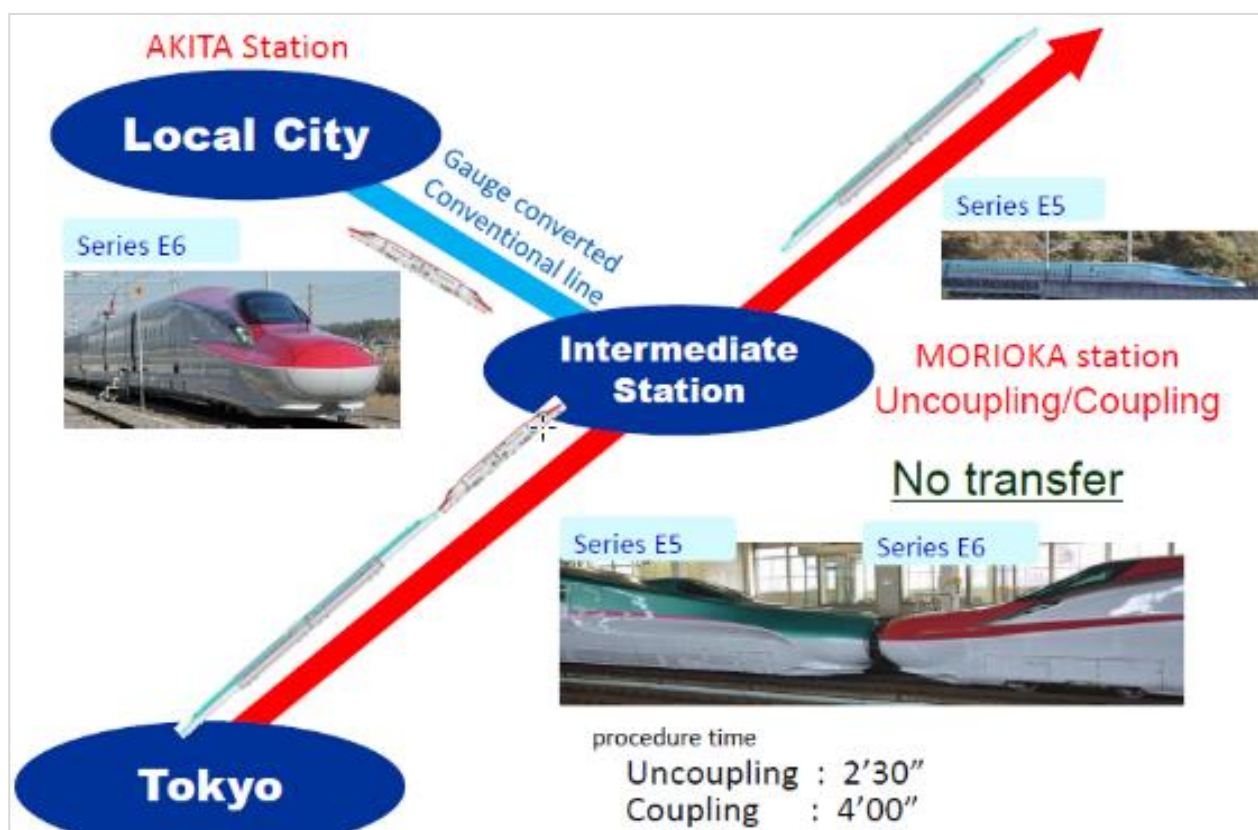 AKITA Station
Local City
Gauge converted
Conventional line
Series E6
Series E5
Intermediate
Station
MORIOKA station
Uncoupling/Coupling
No transfer
Series E5
Series E6
Tokyo
procedure time
Uncoupling : 2’30”
Coupling : 4’00”